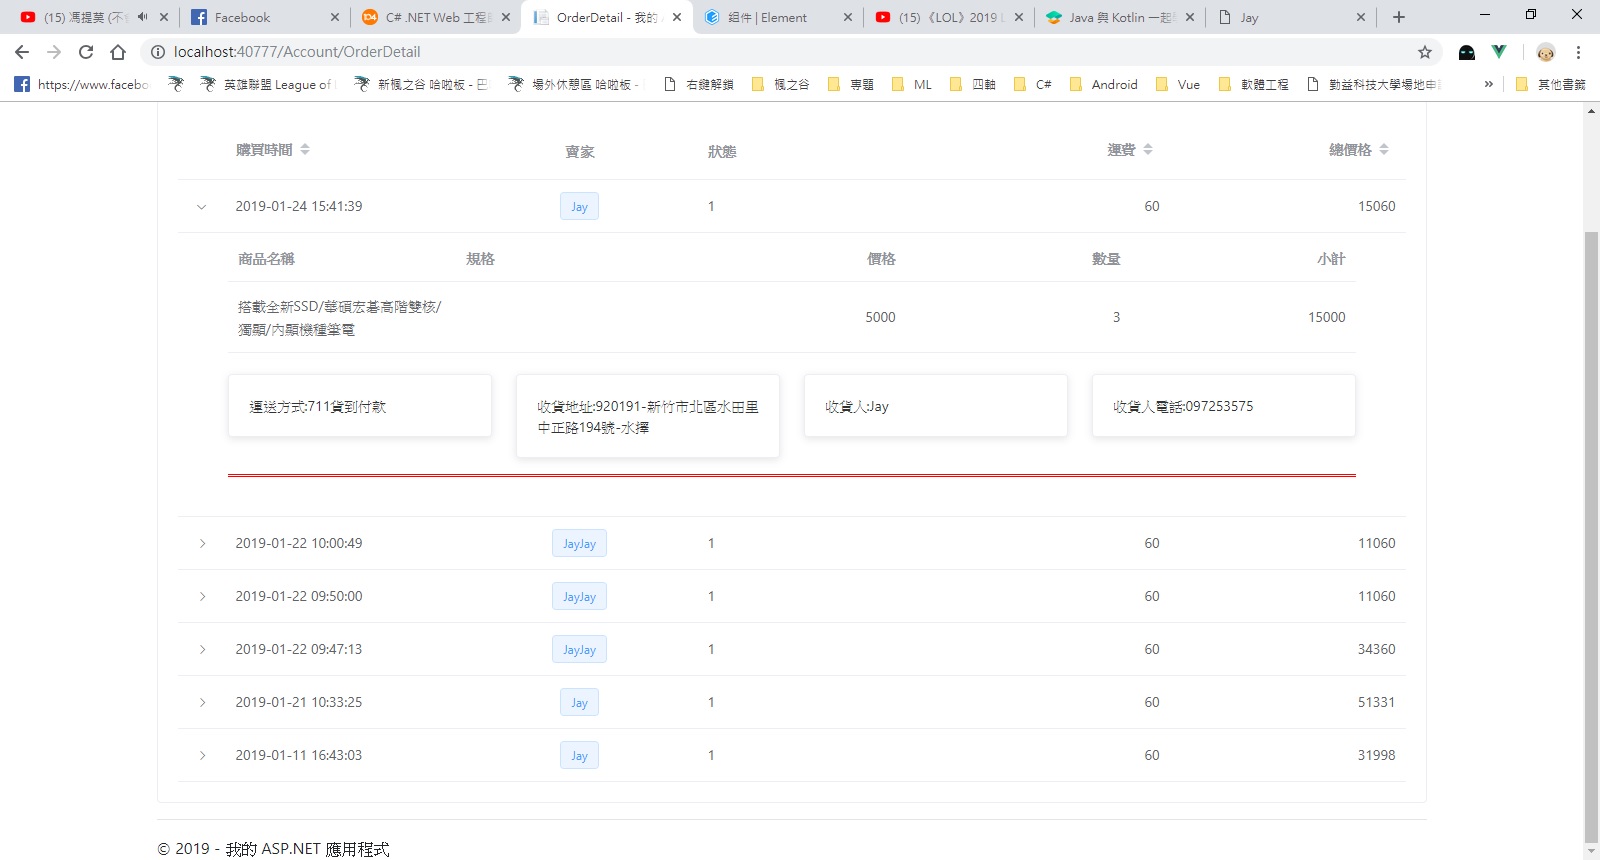 (15) 馮提莫 (不
Facebook
C# .NET Web 工程
OrderDetail - 我的
組件 | Element
(15) 《LOL》2019 L
Java 與 Kotlin 一起
Jay
localhost:40777/Account/OrderDetail
https://www.facebo
英雄聯盟 League of
新楓之谷 哈啦板 - 巴
場外休憩區 哈啦板 -
右鍵解鎖
楓之谷
專題
ML
四軸
C#
Android
Vue
軟體工程
勤益科技大學場地申
»
其他書籤
購買時間 賣家 狀態 運費 總價格
2019-01-24 15:41:39 Jay 1 60 15060
商品名稱 規格 價格 數量 小計
搭載全新SSD/華碩宏碁高階雙核/
獨顯/內顯機種筆電
5000 3 15000
運送方式:711貨到付款
收貨地址:920191-新竹市北區水田里
中正路194號-水擇
收貨人:Jay
收貨人電話:097253575
2019-01-22 10:00:49 JayJay 1 60 11060
2019-01-22 09:50:00 JayJay 1 60 11060
2019-01-22 09:47:13 JayJay 1 60 34360
2019-01-21 10:33:25 Jay 1 60 51331
2019-01-11 16:43:03 Jay 1 60 31998
© 2019 - 我的 ASP.NET 應用程式